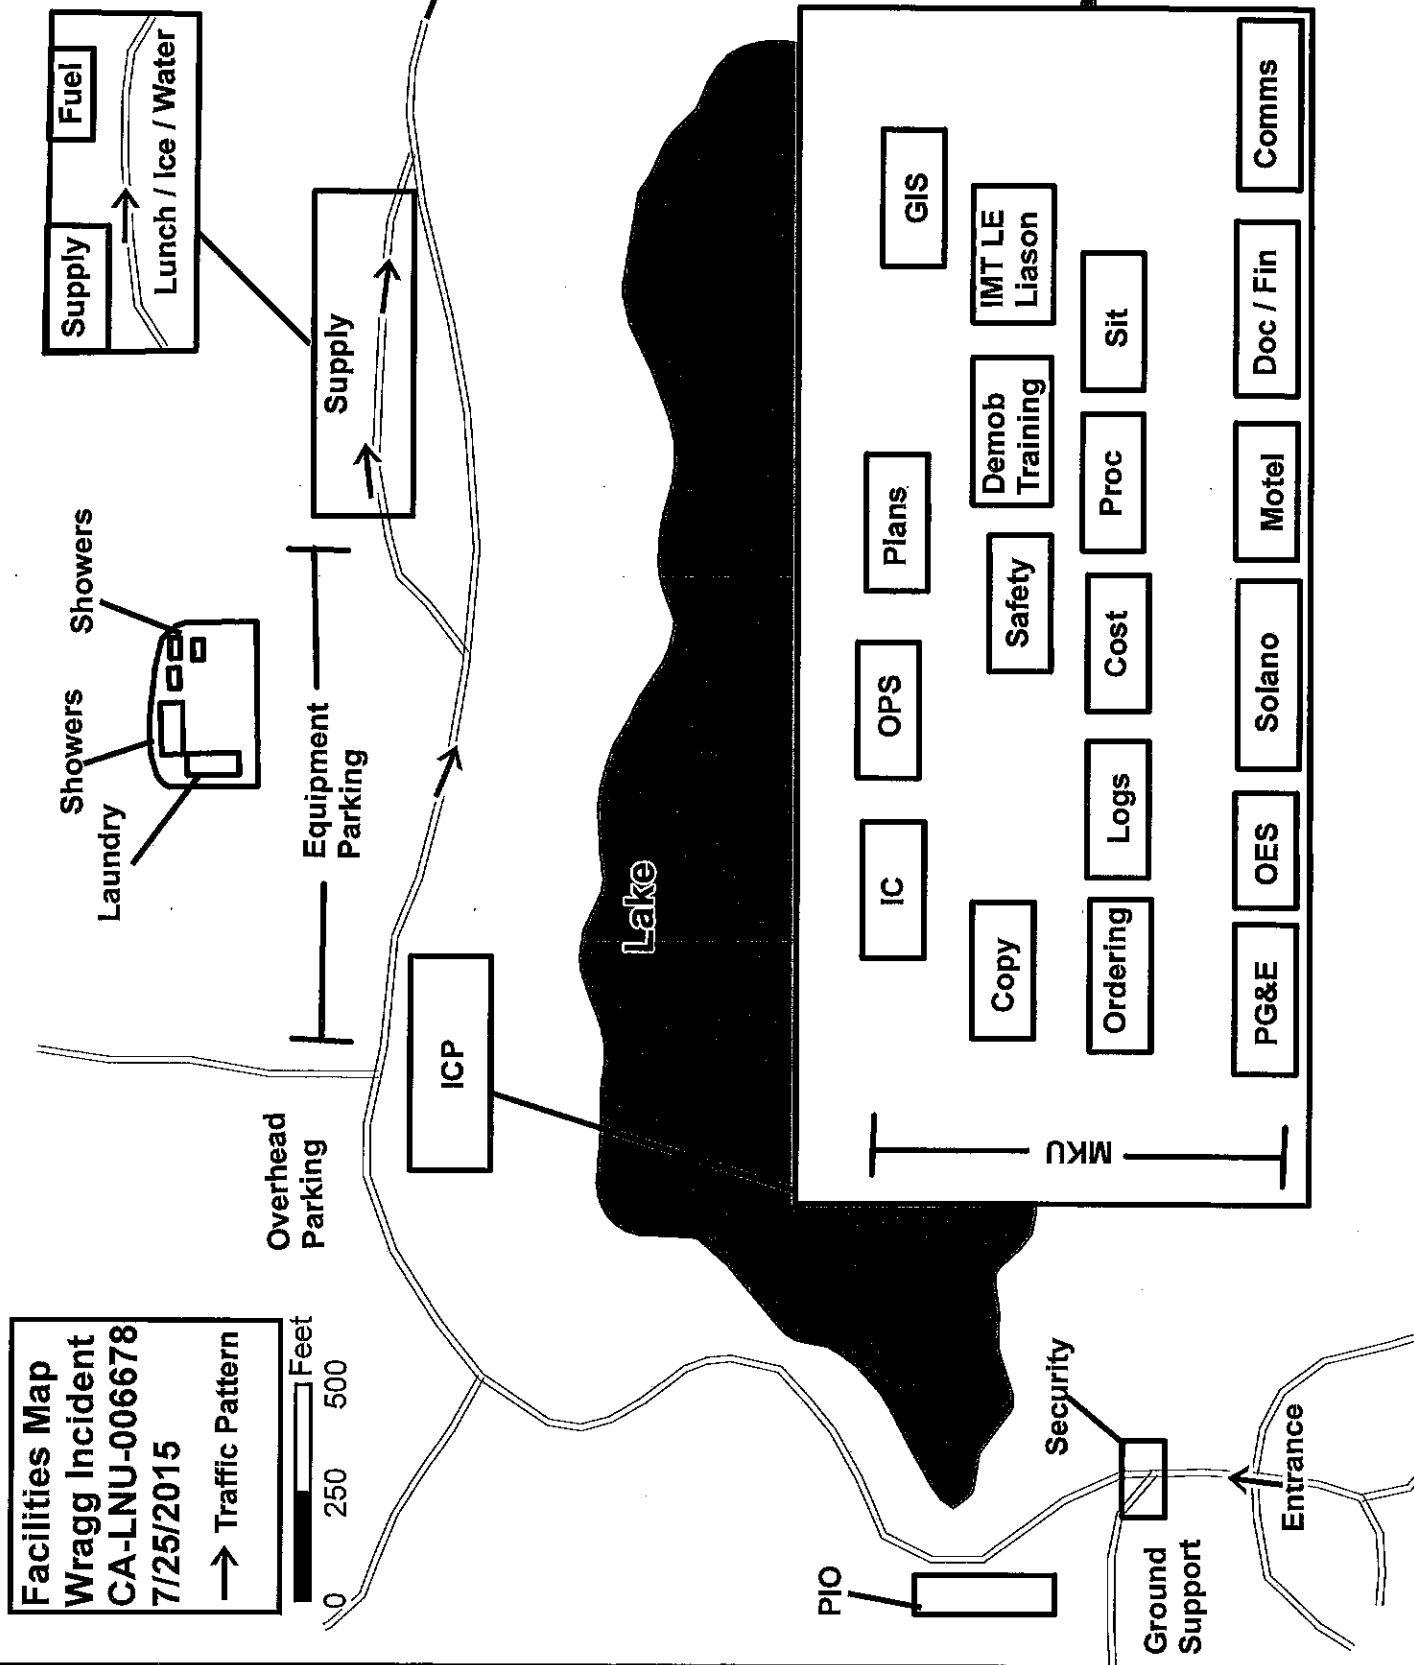 Facilities Map
Wragg Incident
CA-LNU-006678
7/25/2015
Traffic Pattern
0 250 500
Feet
Overhead
Parking
Showers
Showers
Laundry
Equipment
Parking
Supply
Fuel
Lunch / Ice / Water
Supply
ICP
Lake
PIO
Ground
Support
Security
Entrance
MKU
IC
OPS
Plans
GIS
Copy
Safety
Demob
Training
IMT LE
Liason
Ordering
Logs
Cost
Proc
Sit
PG&E
OES
Solano
Motel
Doc / Fin
Comms